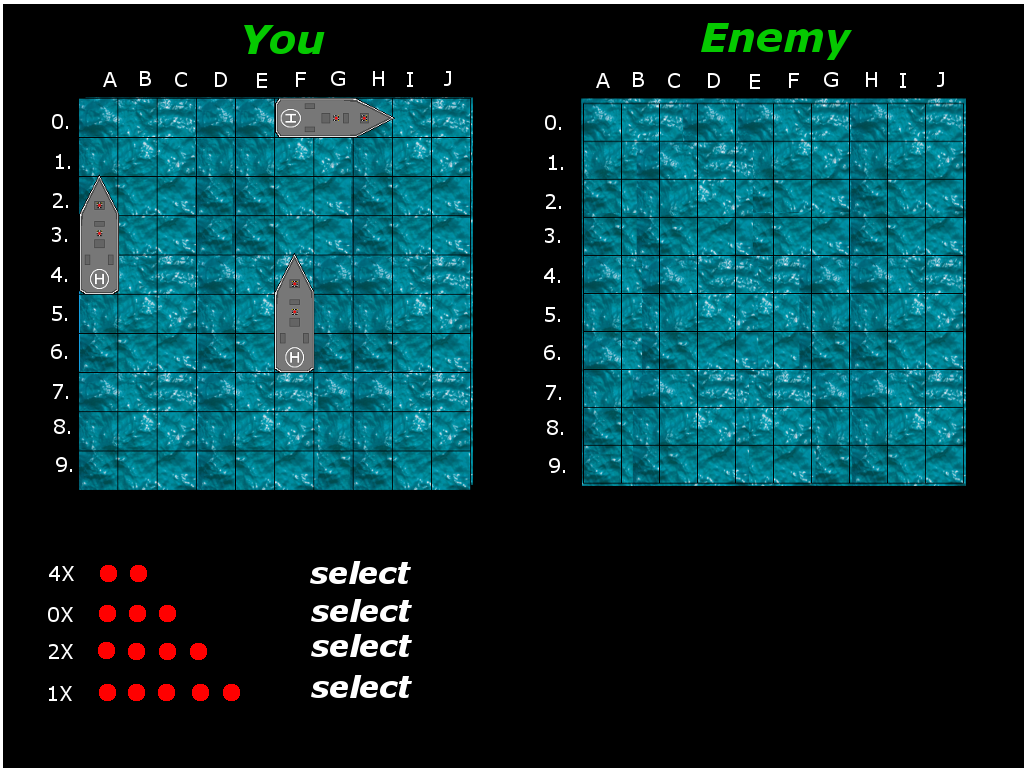 You Enemy
A B C D E F G H I J A B C D E F G H I J
0. 0.
1. 1.
2. 2.
3. 3.
4. 4.
5. 5.
6. 6.
7. 7.
8. 8.
9. 9.
4X select
0X select
2X select
1X select
H
H
H